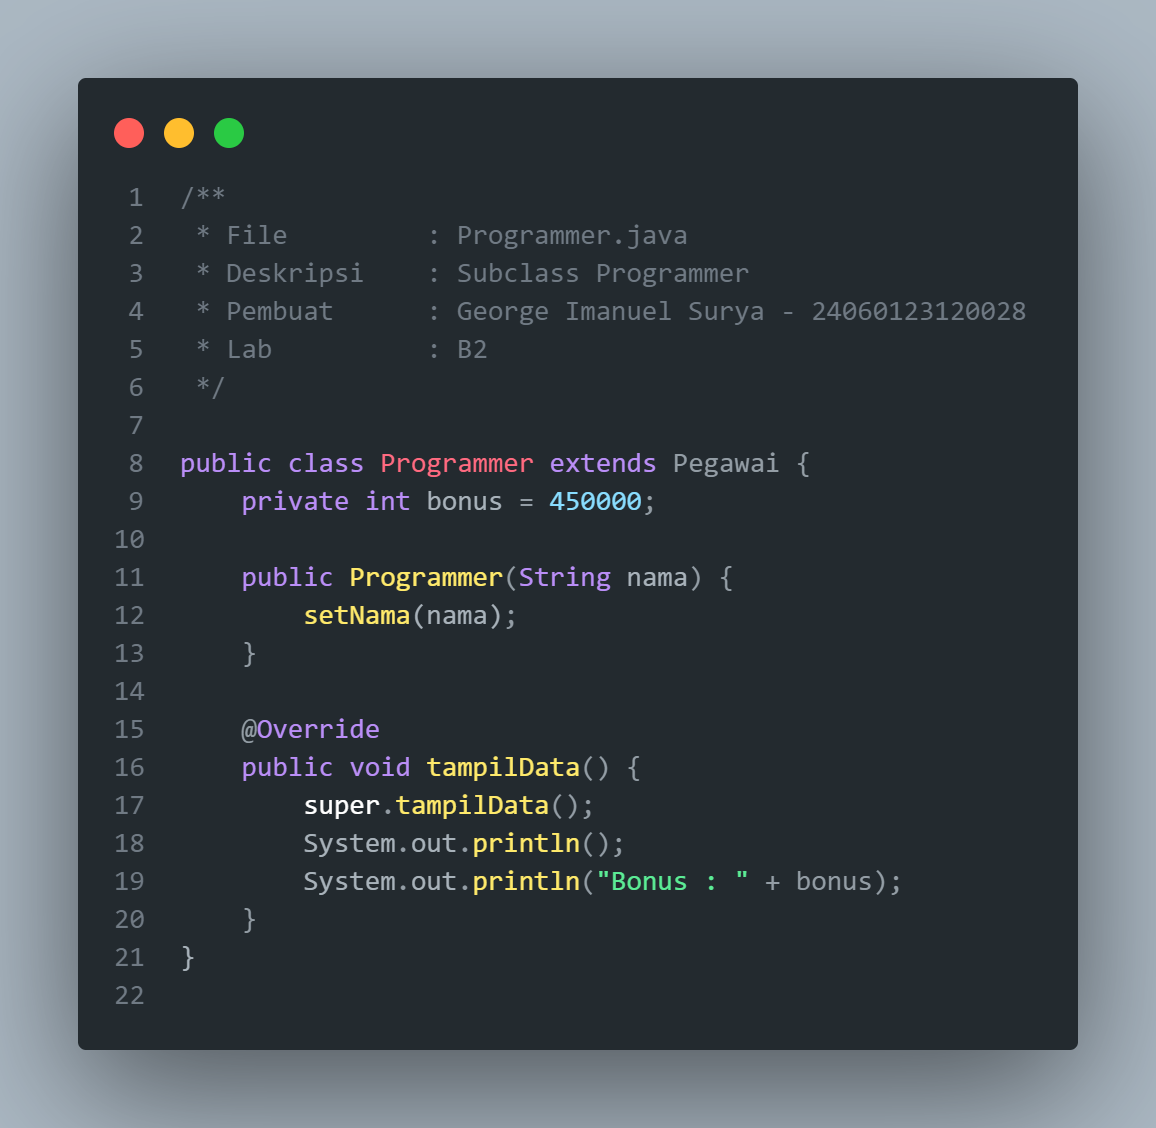 1 /**
2  * File         : Programmer.java
3  * Deskripsi    : Subclass Programmer
4  * Pembuat      : George Imanuel Surya - 24060123120028
5  * Lab          : B2
6  */
7
8 public class Programmer extends Pegawai {
9     private int bonus = 450000;
10
11     public Programmer(String nama) {
12         setNama(nama);
13     }
14
15     @Override
16     public void tampilData() {
17         super.tampilData();
18         System.out.println();
19         System.out.println("Bonus : " + bonus);
20     }
21 }
22